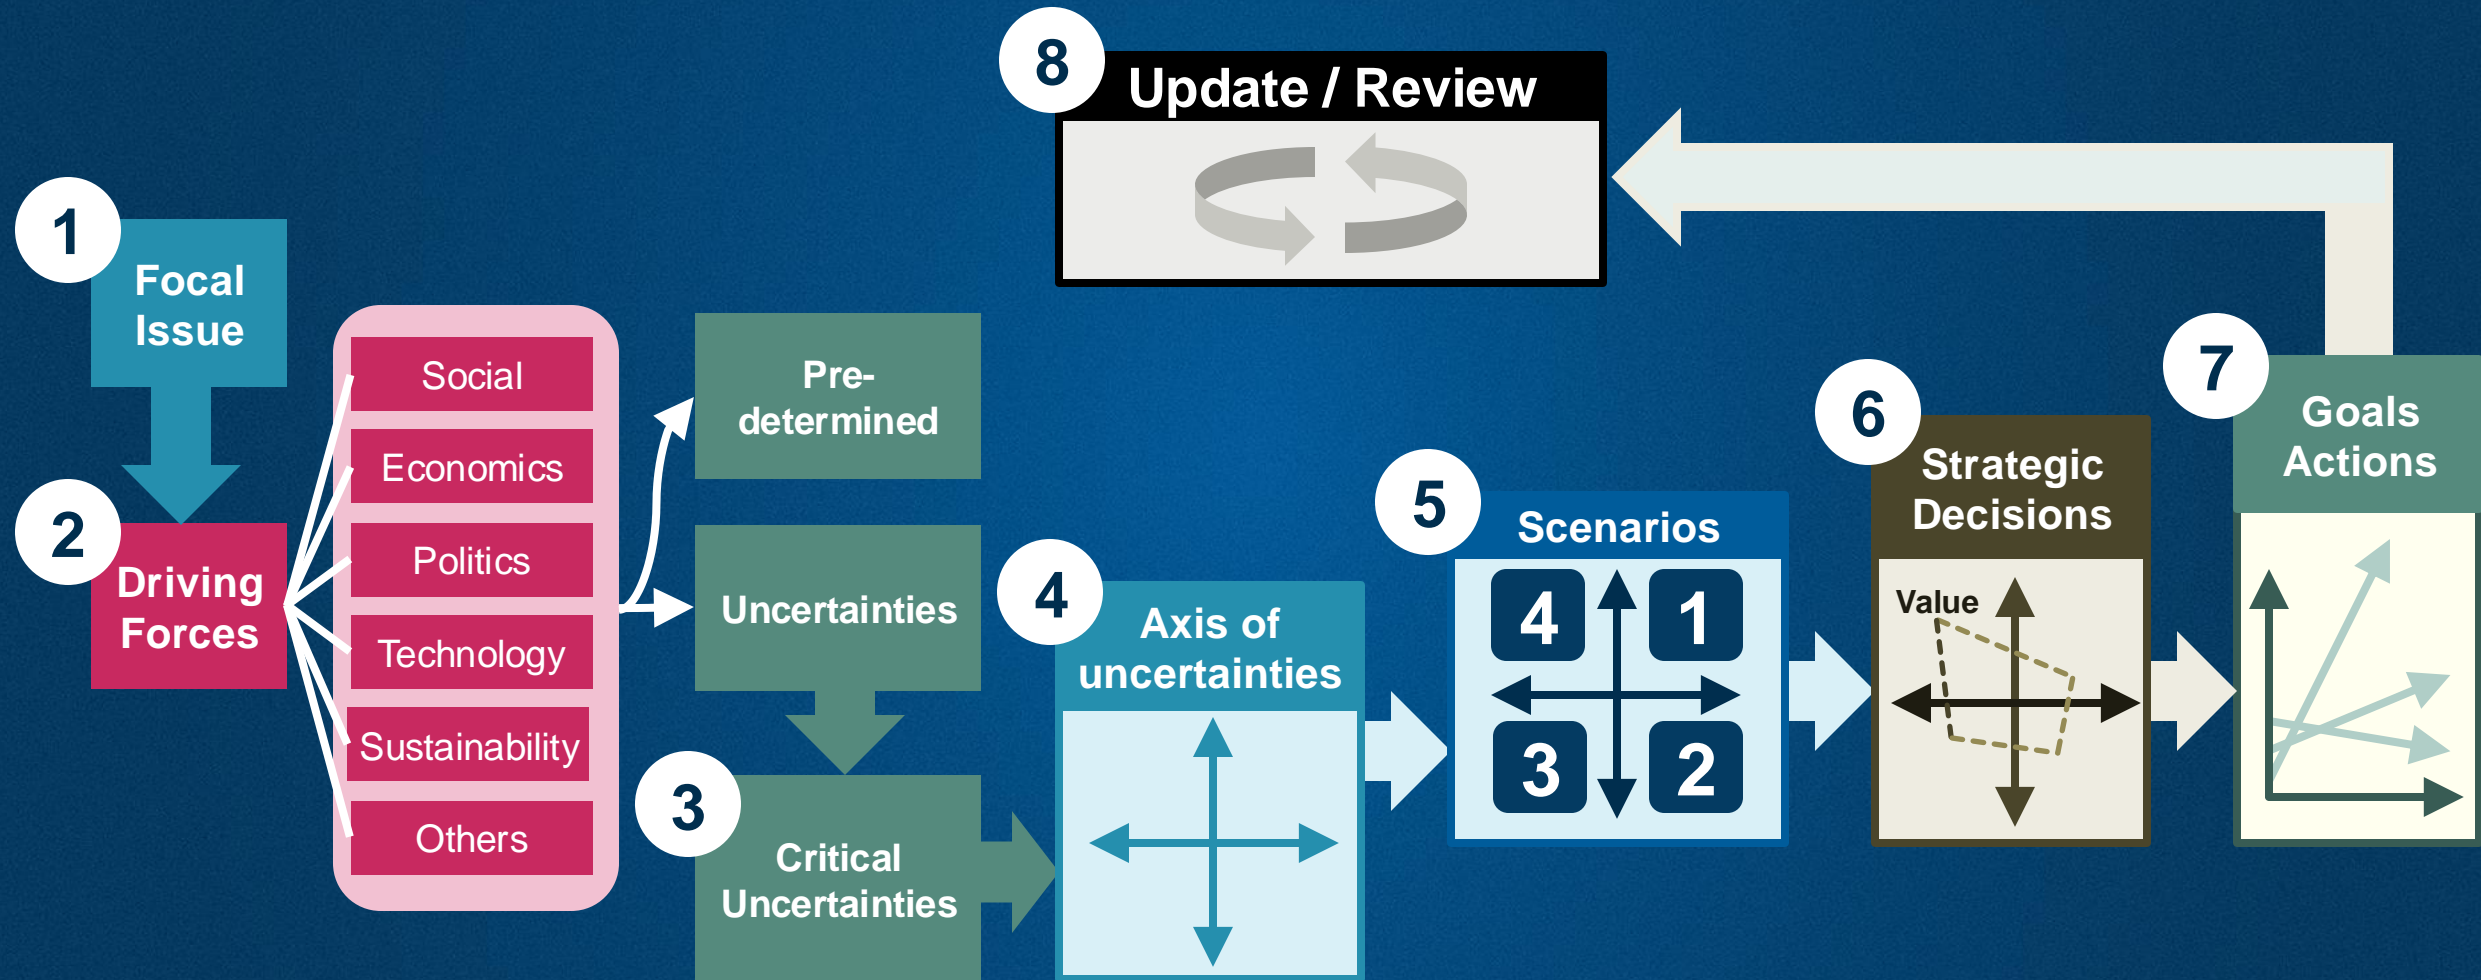 1
Focal
Issue
2
Driving
Forces
Social
Economics
Politics
Technology
Sustainability
Others
Pre-
determined
Uncertainties
3
Critical
Uncertainties
4
Axis of
uncertainties
5
Scenarios
4 1
3 2
6
Strategic
Decisions
Value
7
Goals
Actions
8
Update / Review